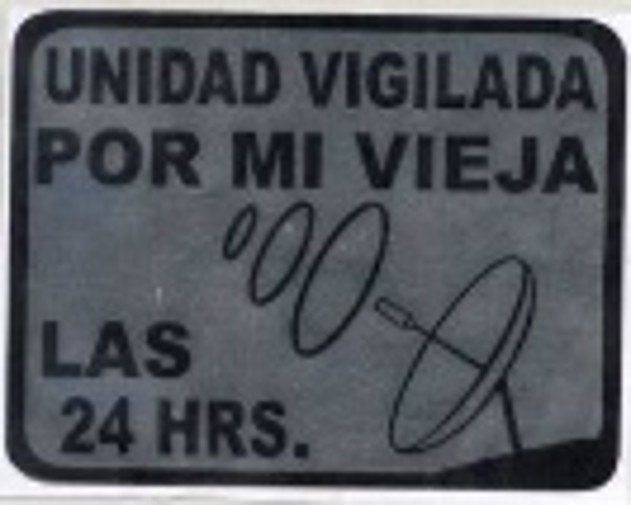 UNIDAD VIGILADA
POR MI VIEJA
LAS
24 HRS.